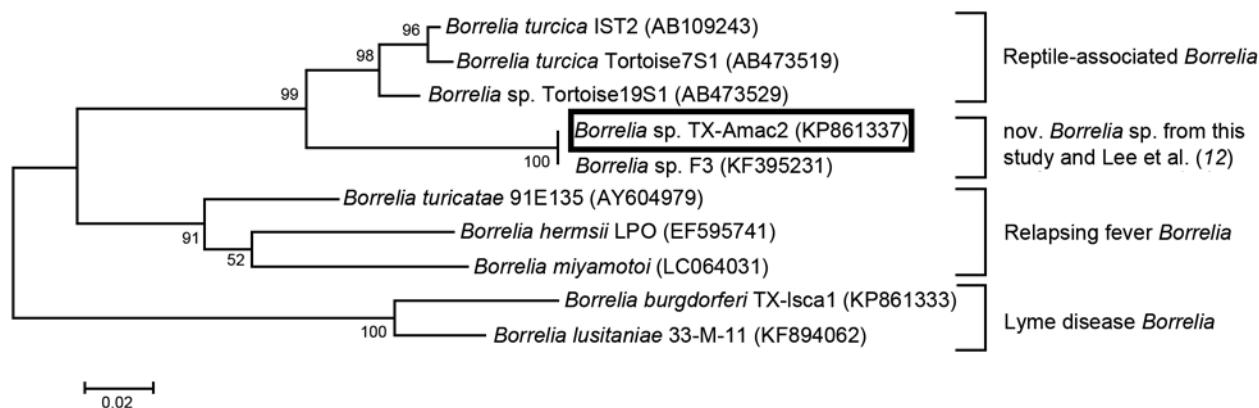 96
Borrelia turcica IST2 (AB109243)
98
Borrelia turcica Tortoise7S1 (AB473519)
Reptile-associated Borrelia
99
Borrelia sp. Tortoise19S1 (AB473529)
Borrelia sp. TX-Amac2 (KP861337)
nov. Borrelia sp. from this
study and Lee et al. (12)
100
Borrelia sp. F3 (KF395231)
Borrelia turicatae 91E135 (AY604979)
91
Borrelia hermsii LPO (EF595741)
Relapsing fever Borrelia
52
Borrelia miyamotoi (LC064031)
Borrelia burgdorferi TX-Isca1 (KP861333)
Lyme disease Borrelia
100
Borrelia lusitaniae 33-M-11 (KF894062)
0.02